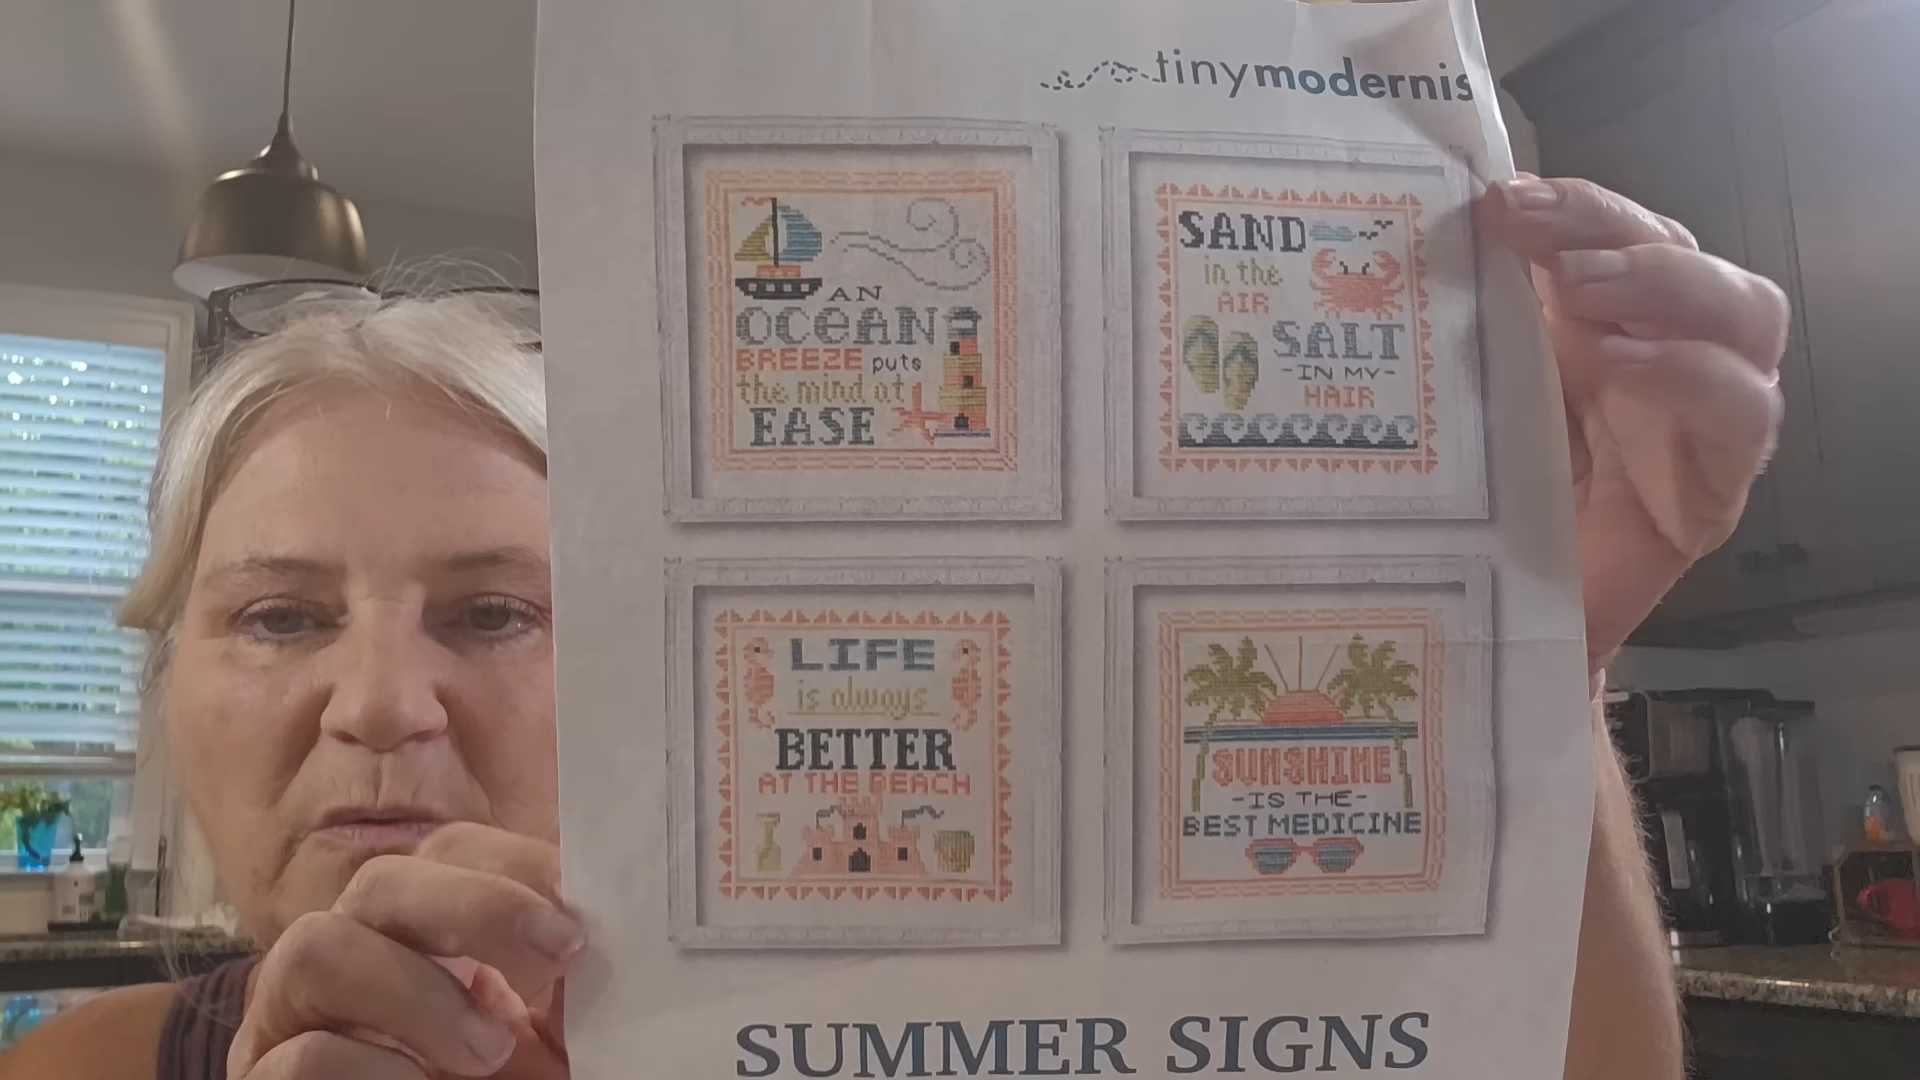 tinymodernis
AN
OCEAN
BREEZE puts
the mind at
EASE
SAND
in the
AIR
SALT
-IN MY-
HAIR
LIFE
is always
BETTER
AT THE BEACH
SUNSHINE
-IS THE-
BEST MEDICINE
SUMMER SIGNS